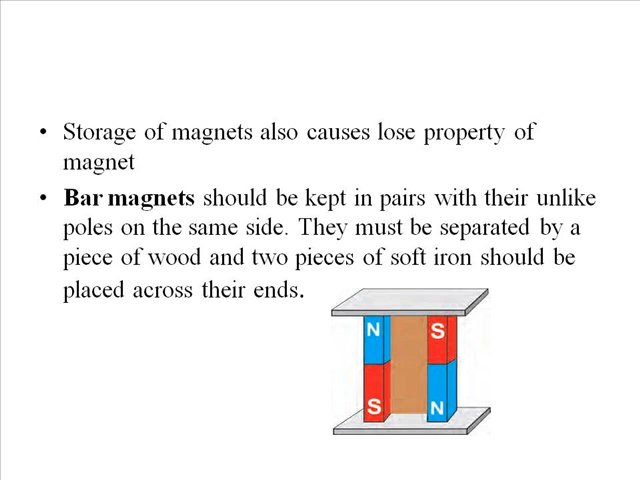 • Storage of magnets also causes lose property of
magnet
• Bar magnets should be kept in pairs with their unlike
poles on the same side. They must be separated by a
piece of wood and two pieces of soft iron should be
placed across their ends.
N S
S N